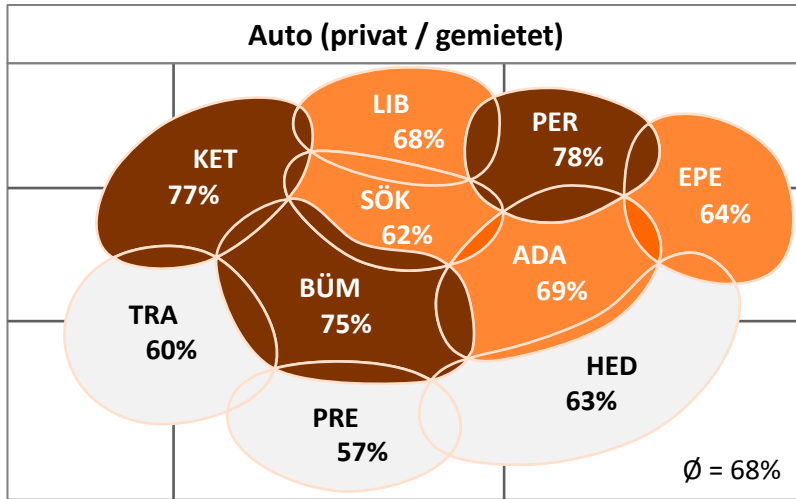 Auto (privat / gemietet)
LIB
68%
PER
78%
KET
77%
EPE
64%
SÖK
62%
ADA
69%
BÜM
75%
TRA
60%
HED
63%
PRE
57%
Ø = 68%